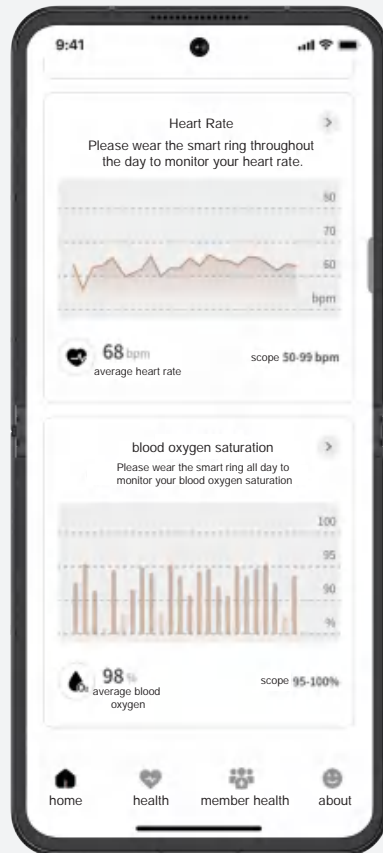 9:41
Heart Rate
Please wear the smart ring throughout
the day to monitor your heart rate.
80
70
60
bpm
68 bpm
average heart rate
scope 50-99 bpm
blood oxygen saturation
Please wear the smart ring all day to
monitor your blood oxygen saturation
100
95
90
%
98 %
average blood
oxygen
scope 95-100%
home health member health about